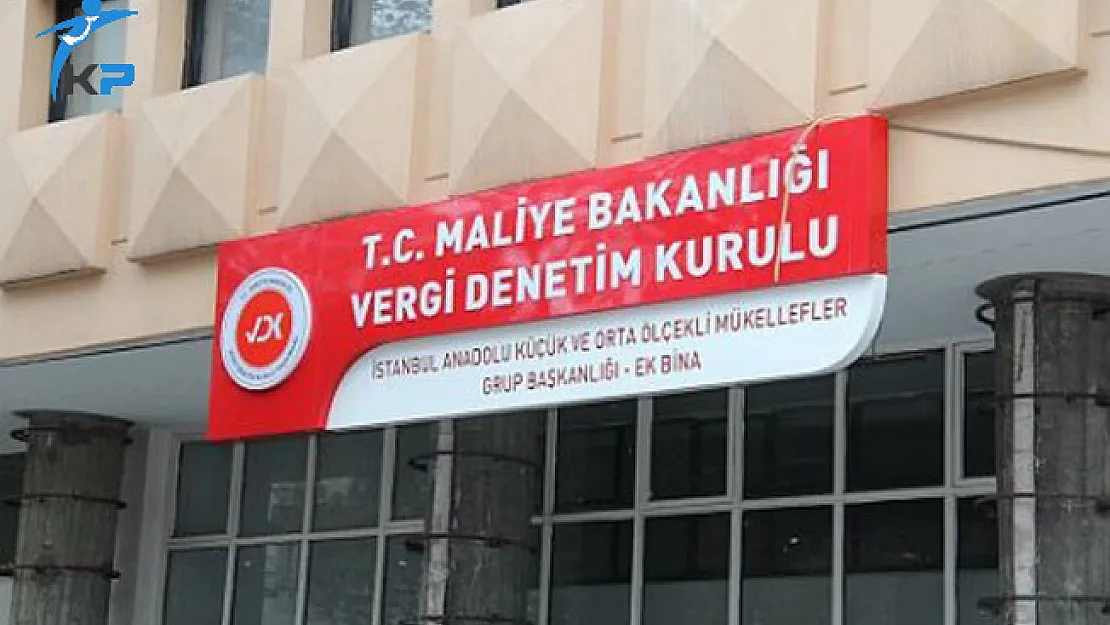 KP
T.C. MALİYE BAKANLIĞI
VERGİ DENETİM KURULU
VDK
İSTANBUL ANADOLU KÜÇÜK VE ORTA ÖLÇEKLİ MÜKELLEFLER
GRUP BAŞKANLIĞI - EK BİNA